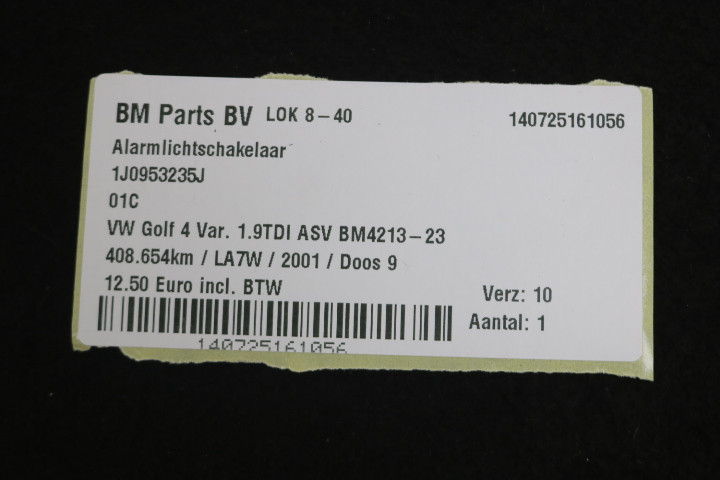 BM Parts BV LOK 8-40 140725161056
Alarmlichtschakelaar
1J0953235J
01C
VW Golf 4 Var. 1.9TDI ASV BM4213-23
408.654km / LA7W / 2001 / Doos 9
12.50 Euro incl. BTW
Verz: 10
Aantal: 1
140725161056